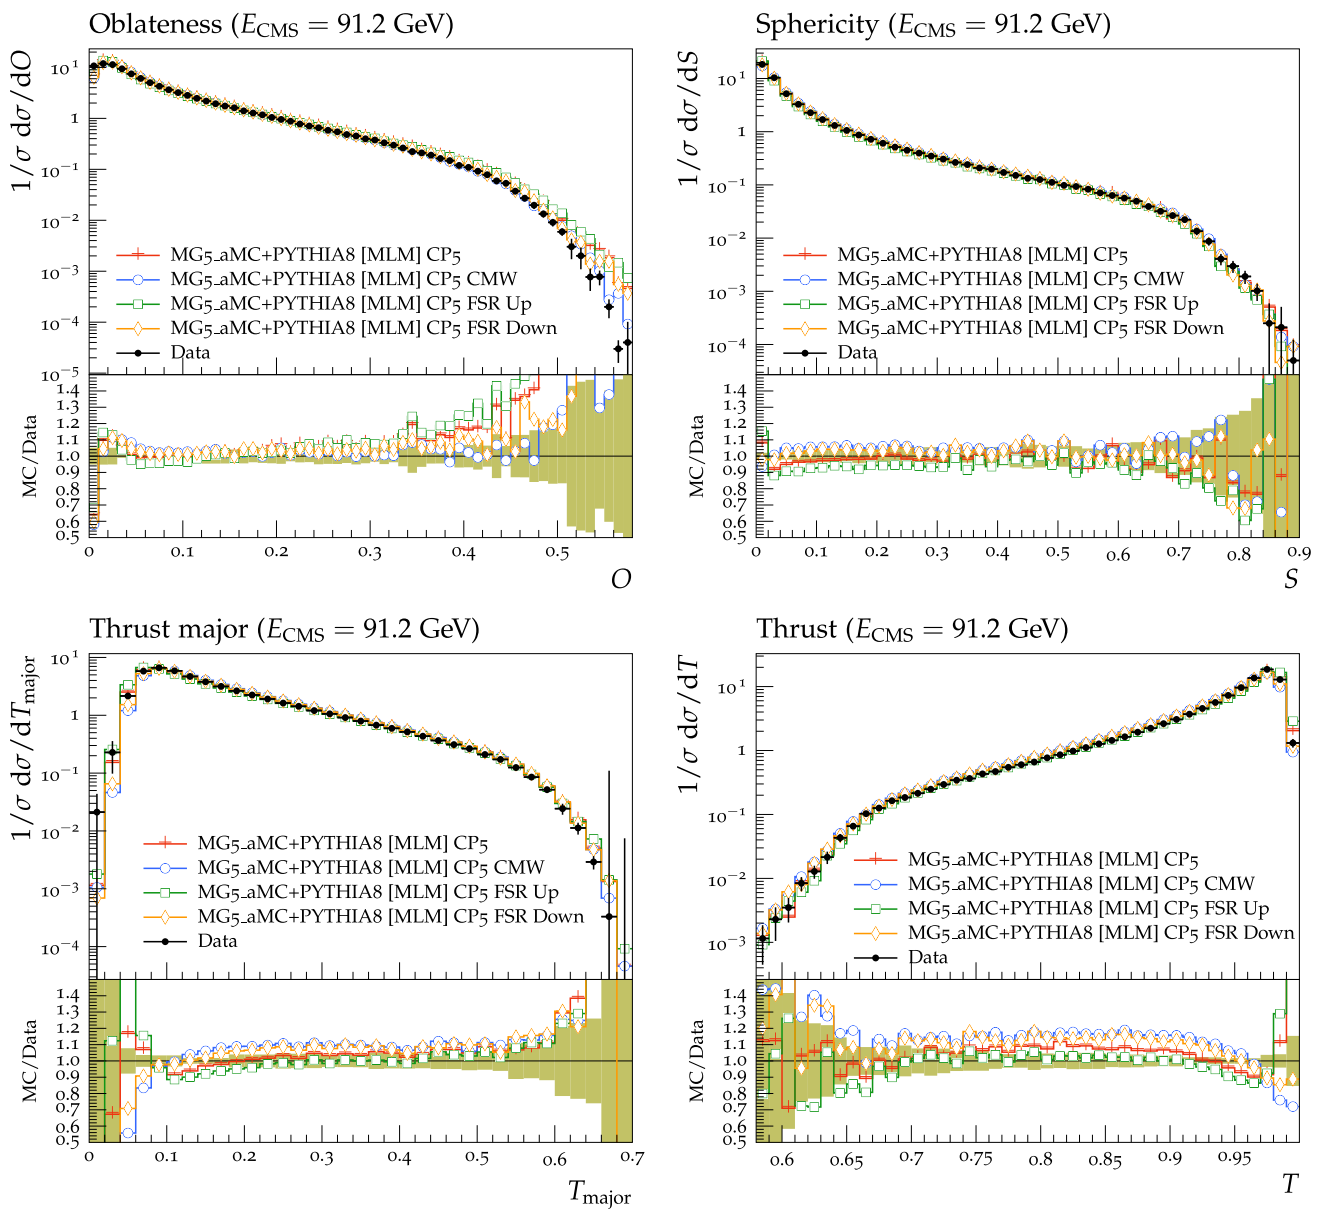 Oblateness (E_CMS = 91.2 GeV)
1/σ dσ/dO
10^1
1
10^−1
10^−2
10^−3
10^−4
10^−5
MG5_aMC+PYTHIA8 [MLM] CP5
MG5_aMC+PYTHIA8 [MLM] CP5 CMW
MG5_aMC+PYTHIA8 [MLM] CP5 FSR Up
MG5_aMC+PYTHIA8 [MLM] CP5 FSR Down
Data
MC/Data
1.4
1.3
1.2
1.1
1.0
0.9
0.8
0.7
0.6
0.5
0 0.1 0.2 0.3 0.4 0.5
O
Sphericity (E_CMS = 91.2 GeV)
1/σ dσ/dS
10^1
1
10^−1
10^−2
10^−3
10^−4
MG5_aMC+PYTHIA8 [MLM] CP5
MG5_aMC+PYTHIA8 [MLM] CP5 CMW
MG5_aMC+PYTHIA8 [MLM] CP5 FSR Up
MG5_aMC+PYTHIA8 [MLM] CP5 FSR Down
Data
MC/Data
1.4
1.3
1.2
1.1
1.0
0.9
0.8
0.7
0.6
0.5
0 0.1 0.2 0.3 0.4 0.5 0.6 0.7 0.8 0.9
S
Thrust major (E_CMS = 91.2 GeV)
1/σ dσ/dT_major
10^1
1
10^−1
10^−2
10^−3
10^−4
MG5_aMC+PYTHIA8 [MLM] CP5
MG5_aMC+PYTHIA8 [MLM] CP5 CMW
MG5_aMC+PYTHIA8 [MLM] CP5 FSR Up
MG5_aMC+PYTHIA8 [MLM] CP5 FSR Down
Data
MC/Data
1.4
1.3
1.2
1.1
1.0
0.9
0.8
0.7
0.6
0.5
0 0.1 0.2 0.3 0.4 0.5 0.6 0.7
T_major
Thrust (E_CMS = 91.2 GeV)
1/σ dσ/dT
10^1
1
10^−1
10^−2
10^−3
MG5_aMC+PYTHIA8 [MLM] CP5
MG5_aMC+PYTHIA8 [MLM] CP5 CMW
MG5_aMC+PYTHIA8 [MLM] CP5 FSR Up
MG5_aMC+PYTHIA8 [MLM] CP5 FSR Down
Data
MC/Data
1.4
1.3
1.2
1.1
1.0
0.9
0.8
0.7
0.6
0.5
0.6 0.65 0.7 0.75 0.8 0.85 0.9 0.95
T